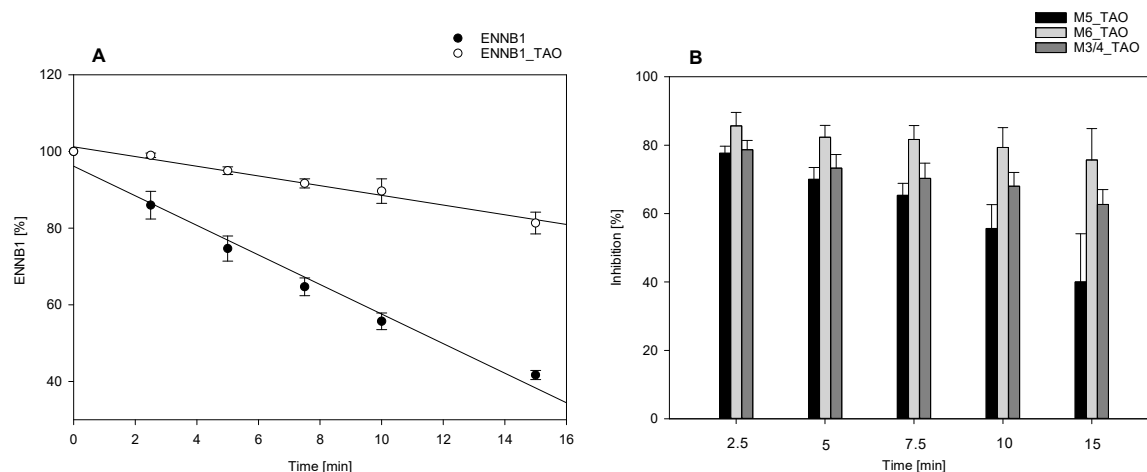 A
ENNB1
ENNB1_TAO
120
100
80
60
40
ENNB1 [%]
0
2
4
6
8
10
12
14
16
Time [min]
B
M5_TAO
M6_TAO
M3/4_TAO
100
80
60
40
20
0
Inhibition [%]
2.5
5
7.5
10
15
Time [min]